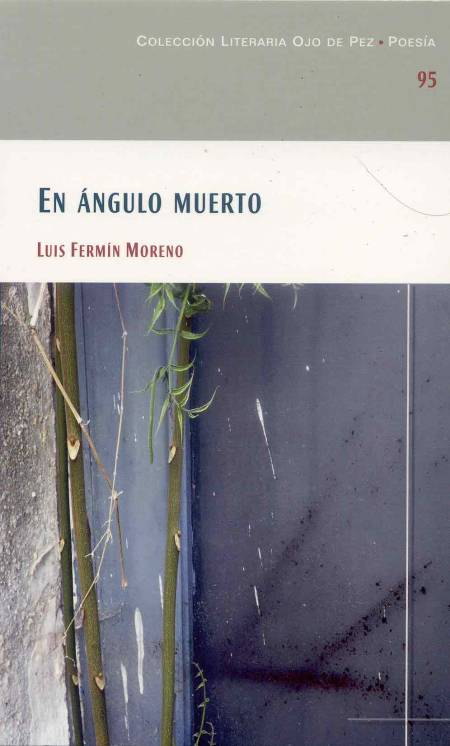 COLECCIÓN LITERARIA OJO DE PEZ • POESÍA
95
EN ÁNGULO MUERTO
LUIS FERMÍN MORENO